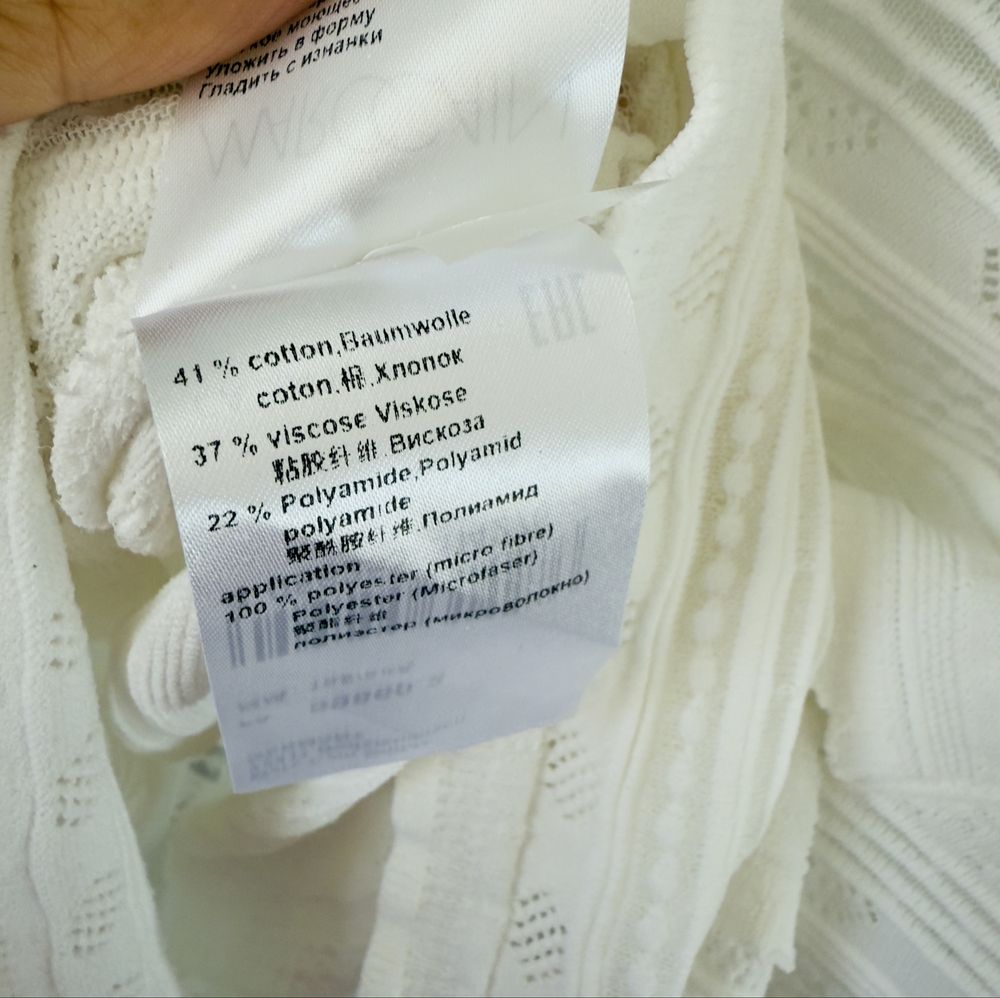 моющее
Уложить в форму
Гладить с изнанки
41 % cotton,Baumwolle
coton,棉,Хлопок
37 % viscose Viskose
粘胶纤维,Вискоза
22 % Polyamide,Polyamid
polyamide
聚酰胺纤维,Полиамид
application
100 % polyester (micro fibre)
Polyester (Microfaser)
聚酯纤维
полиэстер (микроволокно)